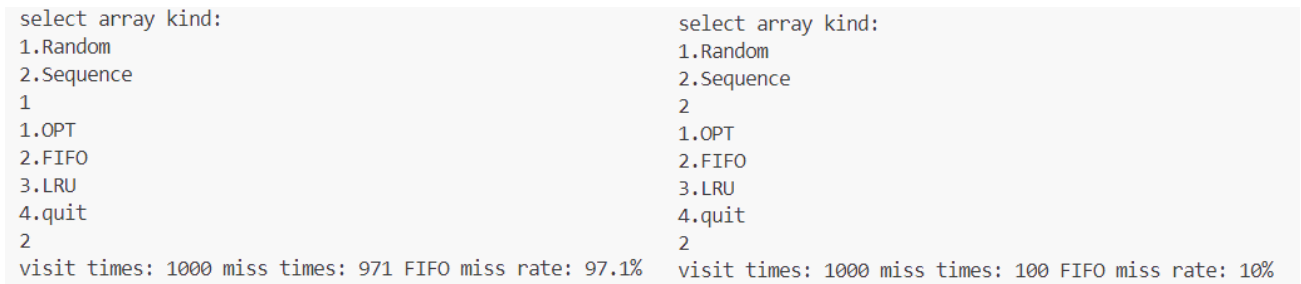 select array kind:
1.Random
2.Sequence
1
1.OPT
2.FIFO
3.LRU
4.quit
2
visit times: 1000 miss times: 971 FIFO miss rate: 97.1%
select array kind:
1.Random
2.Sequence
2
1.OPT
2.FIFO
3.LRU
4.quit
2
visit times: 1000 miss times: 100 FIFO miss rate: 10%